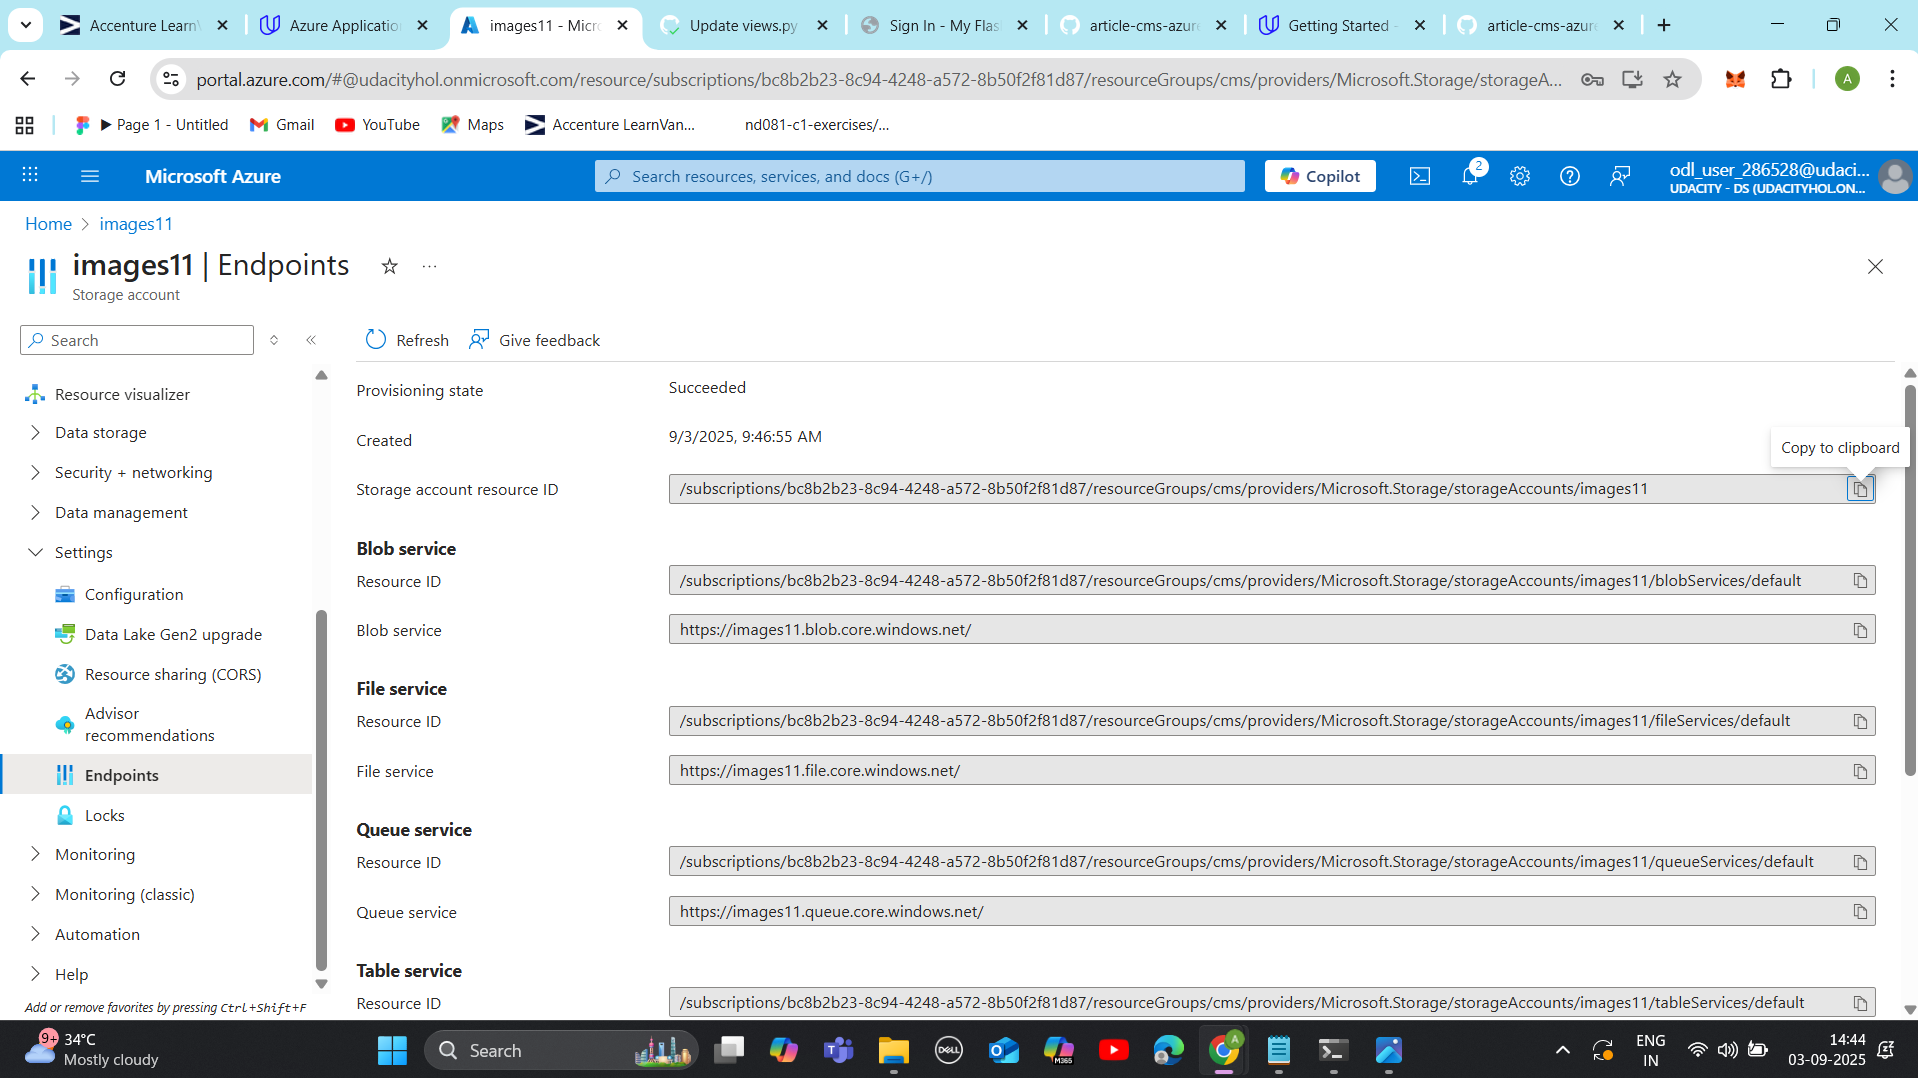 Accenture LearnV
Azure Application
images11 - Micro
Update views.py
Sign In - My Flas
article-cms-azure
Getting Started -
article-cms-azure
portal.azure.com/#@udacityhol.onmicrosoft.com/resource/subscriptions/bc8b2b23-8c94-4248-a572-8b50f2f81d87/resourceGroups/cms/providers/Microsoft.Storage/storageA...
A
▶ Page 1 - Untitled
Gmail
YouTube
Maps
Accenture LearnVan...
nd081-c1-exercises/...
Microsoft Azure
Search resources, services, and docs (G+/)
Copilot
2
odl_user_286528@udaci...
UDACITY - DS (UDACITYHOL.ON...
Home > images11
images11 | Endpoints
Storage account
Search
Refresh
Give feedback
Resource visualizer
Data storage
Security + networking
Data management
Settings
Configuration
Data Lake Gen2 upgrade
Resource sharing (CORS)
Advisor
recommendations
Endpoints
Locks
Monitoring
Monitoring (classic)
Automation
Help
Add or remove favorites by pressing Ctrl+Shift+F
Provisioning state
Succeeded
Created
9/3/2025, 9:46:55 AM
Copy to clipboard
Storage account resource ID
/subscriptions/bc8b2b23-8c94-4248-a572-8b50f2f81d87/resourceGroups/cms/providers/Microsoft.Storage/storageAccounts/images11
Blob service
Resource ID
/subscriptions/bc8b2b23-8c94-4248-a572-8b50f2f81d87/resourceGroups/cms/providers/Microsoft.Storage/storageAccounts/images11/blobServices/default
Blob service
https://images11.blob.core.windows.net/
File service
Resource ID
/subscriptions/bc8b2b23-8c94-4248-a572-8b50f2f81d87/resourceGroups/cms/providers/Microsoft.Storage/storageAccounts/images11/fileServices/default
File service
https://images11.file.core.windows.net/
Queue service
Resource ID
/subscriptions/bc8b2b23-8c94-4248-a572-8b50f2f81d87/resourceGroups/cms/providers/Microsoft.Storage/storageAccounts/images11/queueServices/default
Queue service
https://images11.queue.core.windows.net/
Table service
Resource ID
/subscriptions/bc8b2b23-8c94-4248-a572-8b50f2f81d87/resourceGroups/cms/providers/Microsoft.Storage/storageAccounts/images11/tableServices/default
9+
34°C
Mostly cloudy
Search
DELL
M365
A
ENG
IN
14:44
03-09-2025